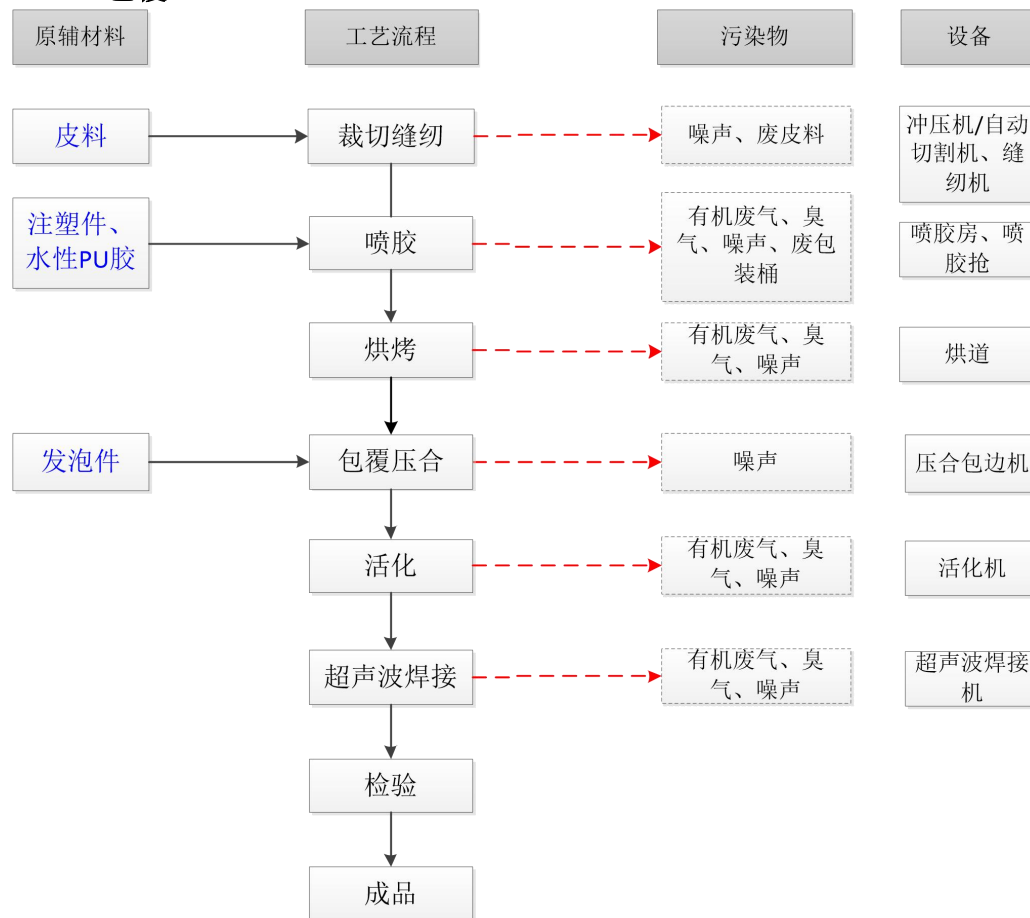 原辅材料
工艺流程
污染物
设备
皮料
裁切缝纫
噪声、废皮料
冲压机/自动
切割机、缝
纫机
注塑件、
水性PU胶
喷胶
有机废气、臭
气、噪声、废包
装桶
喷胶房、喷
胶抢
烘烤
有机废气、臭
气、噪声
烘道
发泡件
包覆压合
噪声
压合包边机
活化
有机废气、臭
气、噪声
活化机
超声波焊接
有机废气、臭
气、噪声
超声波焊接
机
检验
成品